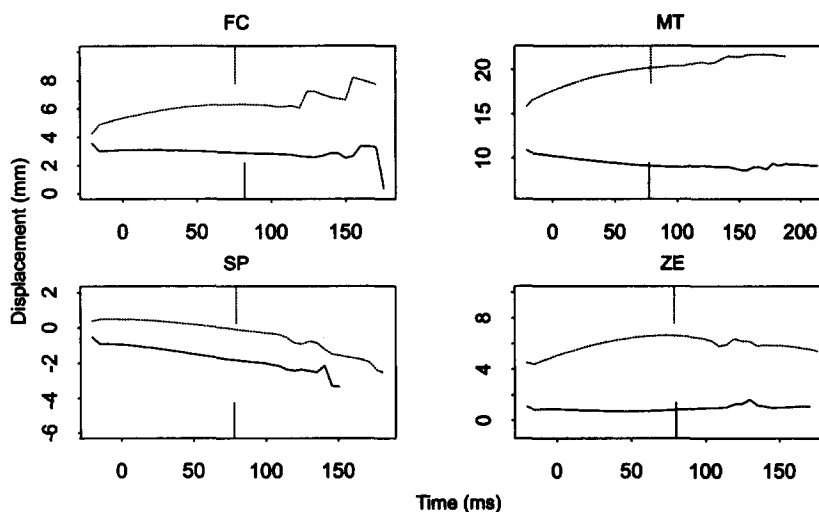 FC
MT
Displacement (mm)
0 2 4 6 8
10 15 20
0 50 100 150
0 50 100 150 200
SP
ZE
-6 -4 -2 0 2
0 4 8
0 50 100 150
0 50 100 150
Time (ms)